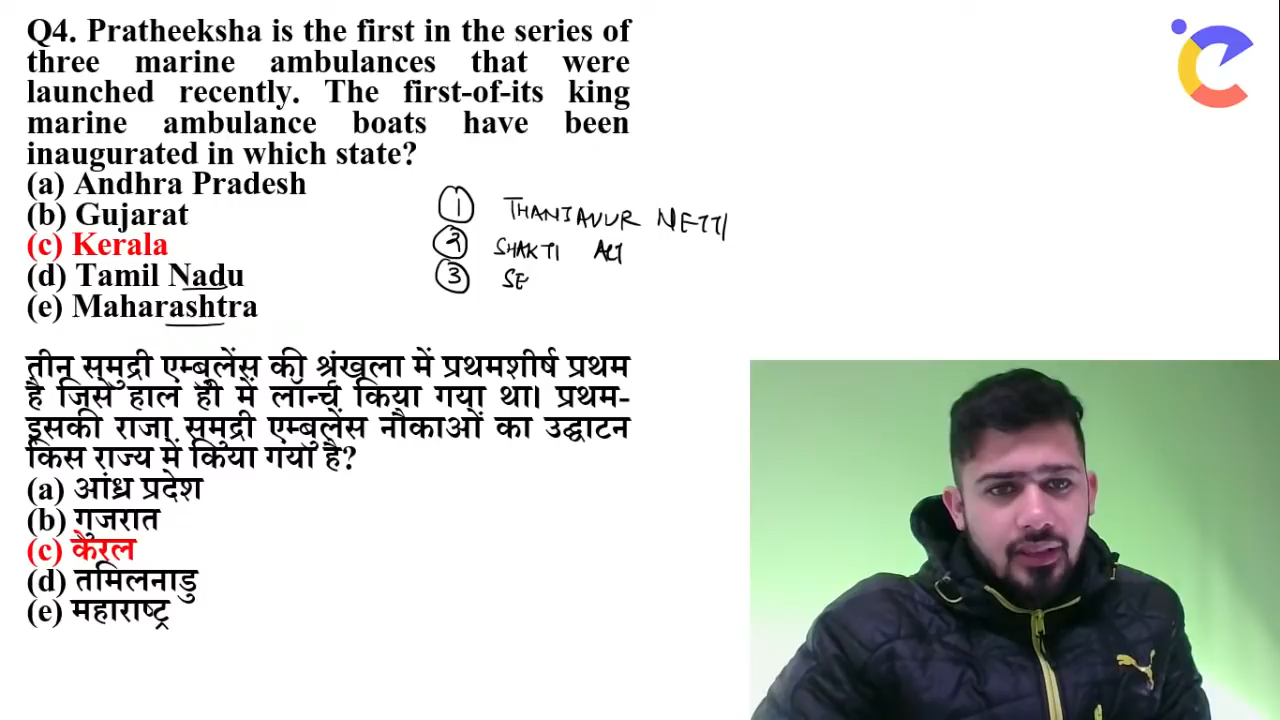 Q4. Pratheeksha is the first in the series of
three marine ambulances that were
launched recently. The first-of-its king
marine ambulance boats have been
inaugurated in which state?
(a) Andhra Pradesh
(b) Gujarat
(c) Kerala
(d) Tamil Nadu
(e) Maharashtra
1 THANJAVUR NETTI
2 SHAKTI ACT
3 SE
तीन समुद्री एम्बुलेंस की श्रंखला में प्रथमशीर्ष प्रथम
है जिसे हाल ही में लॉन्च किया गया था। प्रथम-
इसकी राजा समुद्री एम्बुलेंस नौकाओं का उद्घाटन
किस राज्य में किया गया है?
(a) आंध्र प्रदेश
(b) गुजरात
(c) केरल
(d) तमिलनाडु
(e) महाराष्ट्र